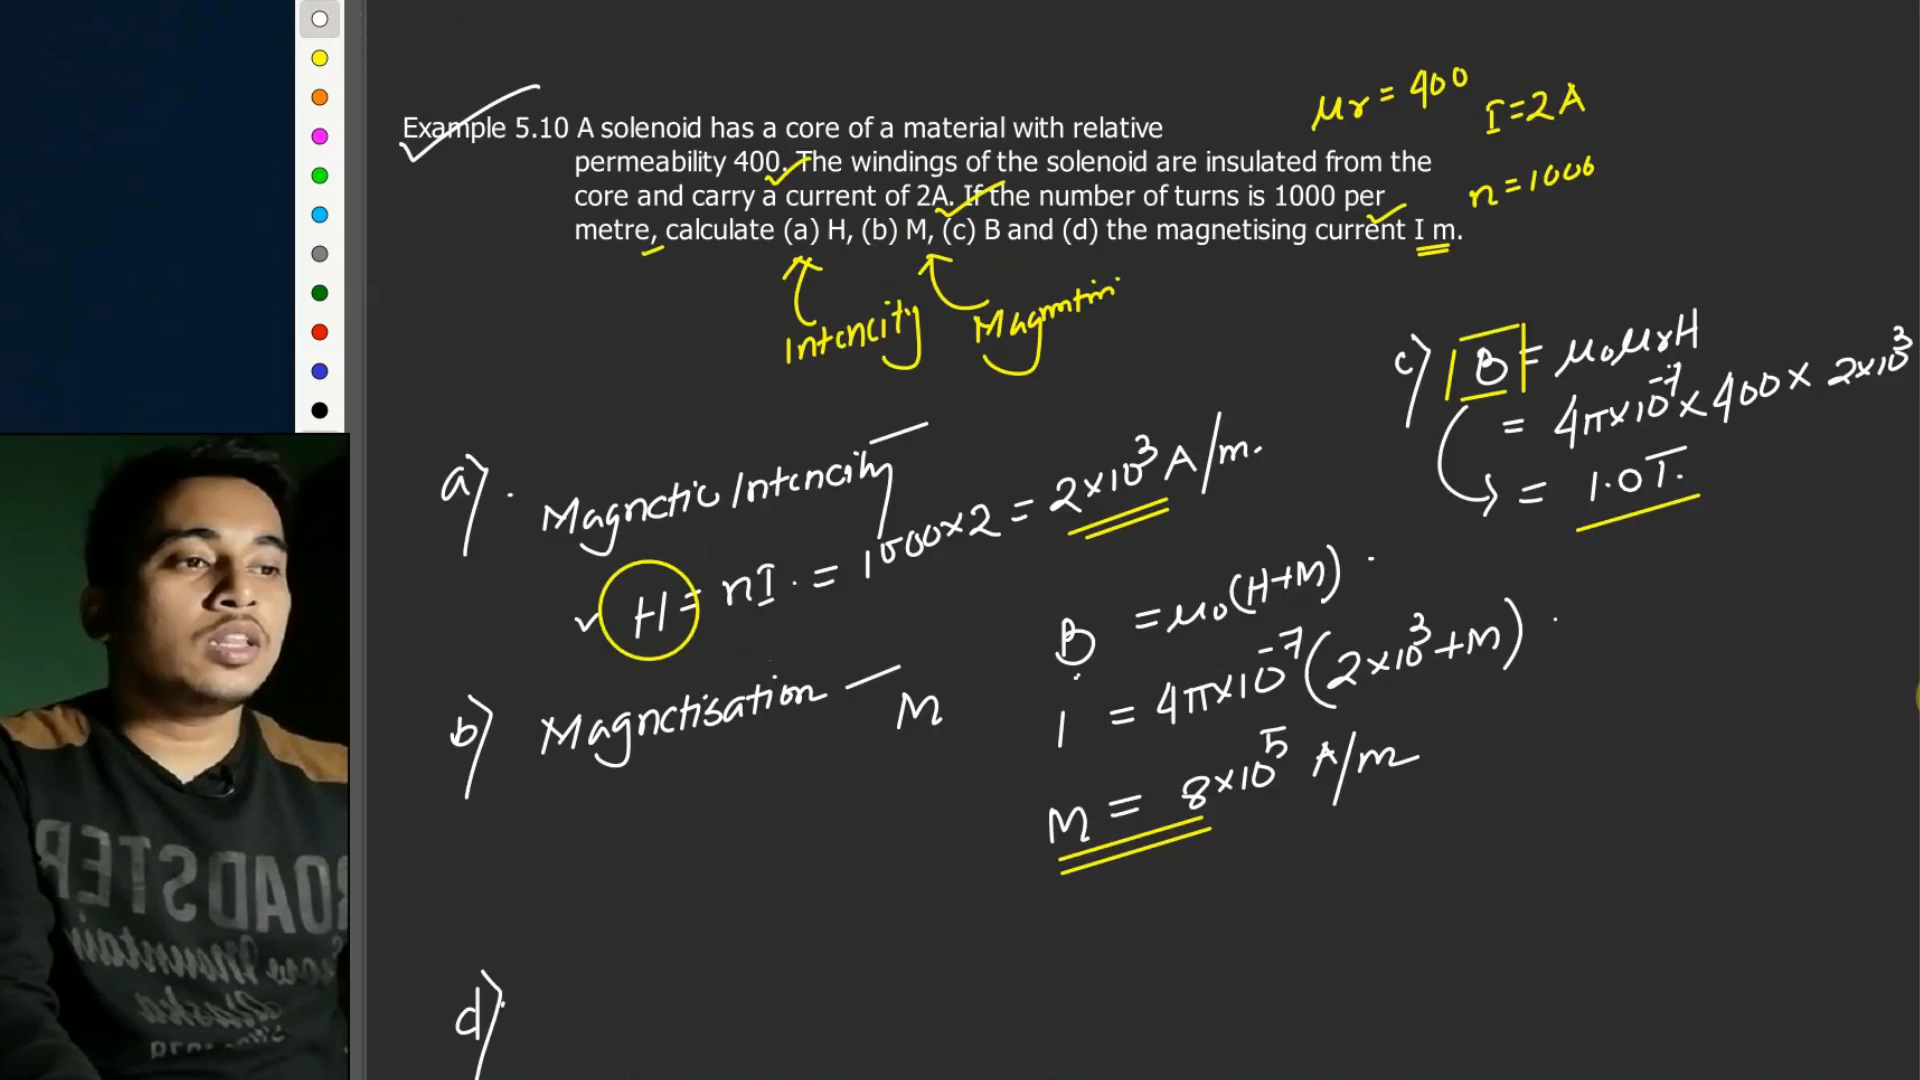 Example 5.10 A solenoid has a core of a material with relative
permeability 400. The windings of the solenoid are insulated from the
core and carry a current of 2A. If the number of turns is 1000 per
metre, calculate (a) H, (b) M, (c) B and (d) the magnetising current I m.
μr = 400
I = 2 A
n = 1000
Intencity
a) . Magnetic Intencity
H = nI . = 1000×2 = 2×10³ A/m.
b) Magnetisation — M
c) B = μ₀μrH
= 4π×10⁻⁷ × 400 × 2×10³
= 1.0 T.
B = μ₀(H+M) .
1 = 4π×10⁻⁷ (2×10³+M) .
M = 8×10⁵ A/m
d)
ROADSTER